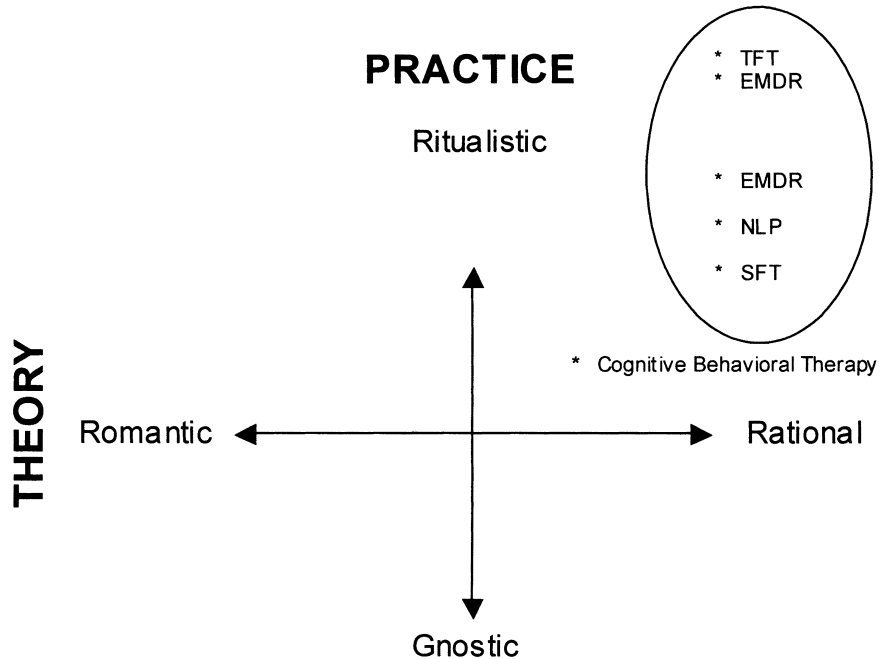 PRACTICE
Ritualistic
* TFT
* EMDR
* EMDR
* NLP
* SFT
* Cognitive Behavioral Therapy
THEORY
Romantic
Rational
Gnostic